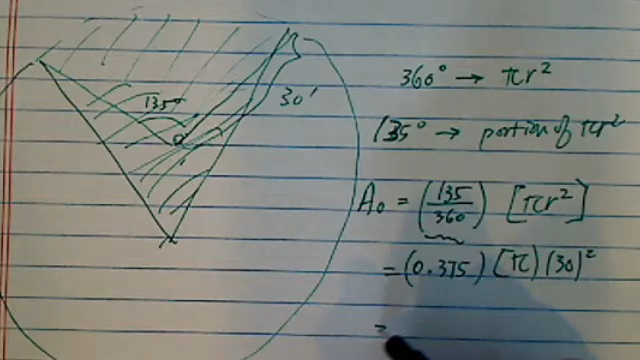 135°
30'
360° → πr²
135° → portion of πr²
A₀ = (135/360) [πr²]
= (0.375) [π] (30)²
=